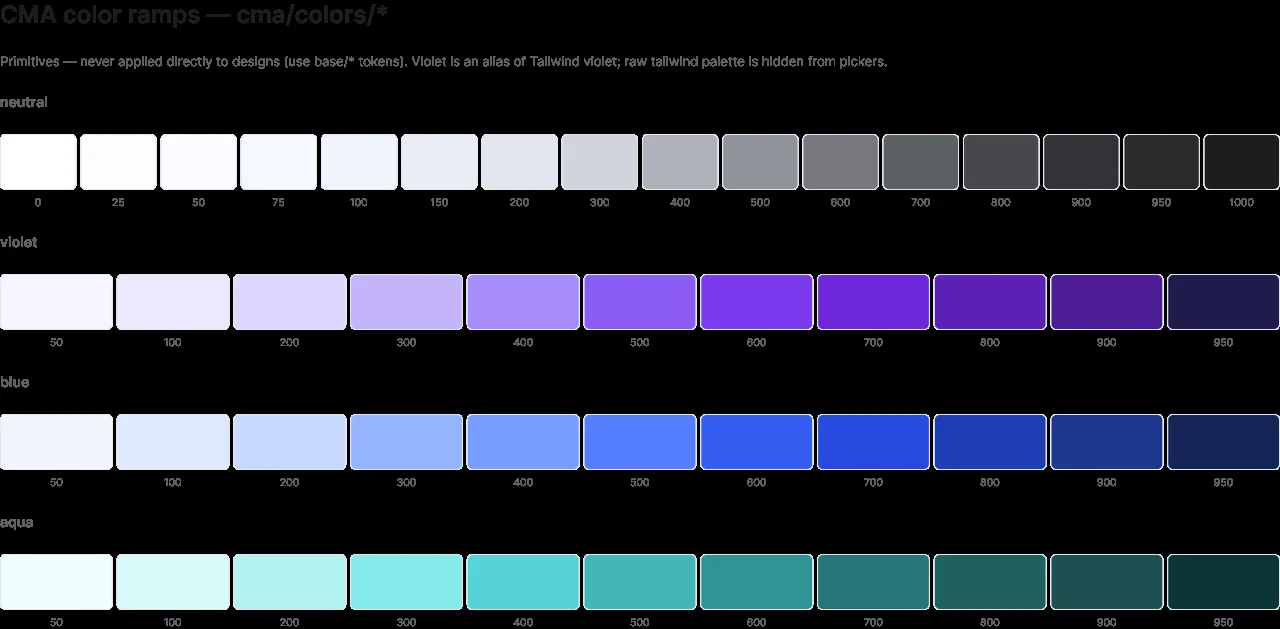 CMA color ramps — cma/colors/*
Primitives — never applied directly to designs (use base/* tokens). Violet is an alias of Tailwind violet; raw tailwind palette is hidden from pickers.
neutral
0 25 50 75 100 150 200 300 400 500 600 700 800 900 950 1000
violet
50 100 200 300 400 500 600 700 800 900 950
blue
50 100 200 300 400 500 600 700 800 900 950
aqua
50 100 200 300 400 500 600 700 800 900 950